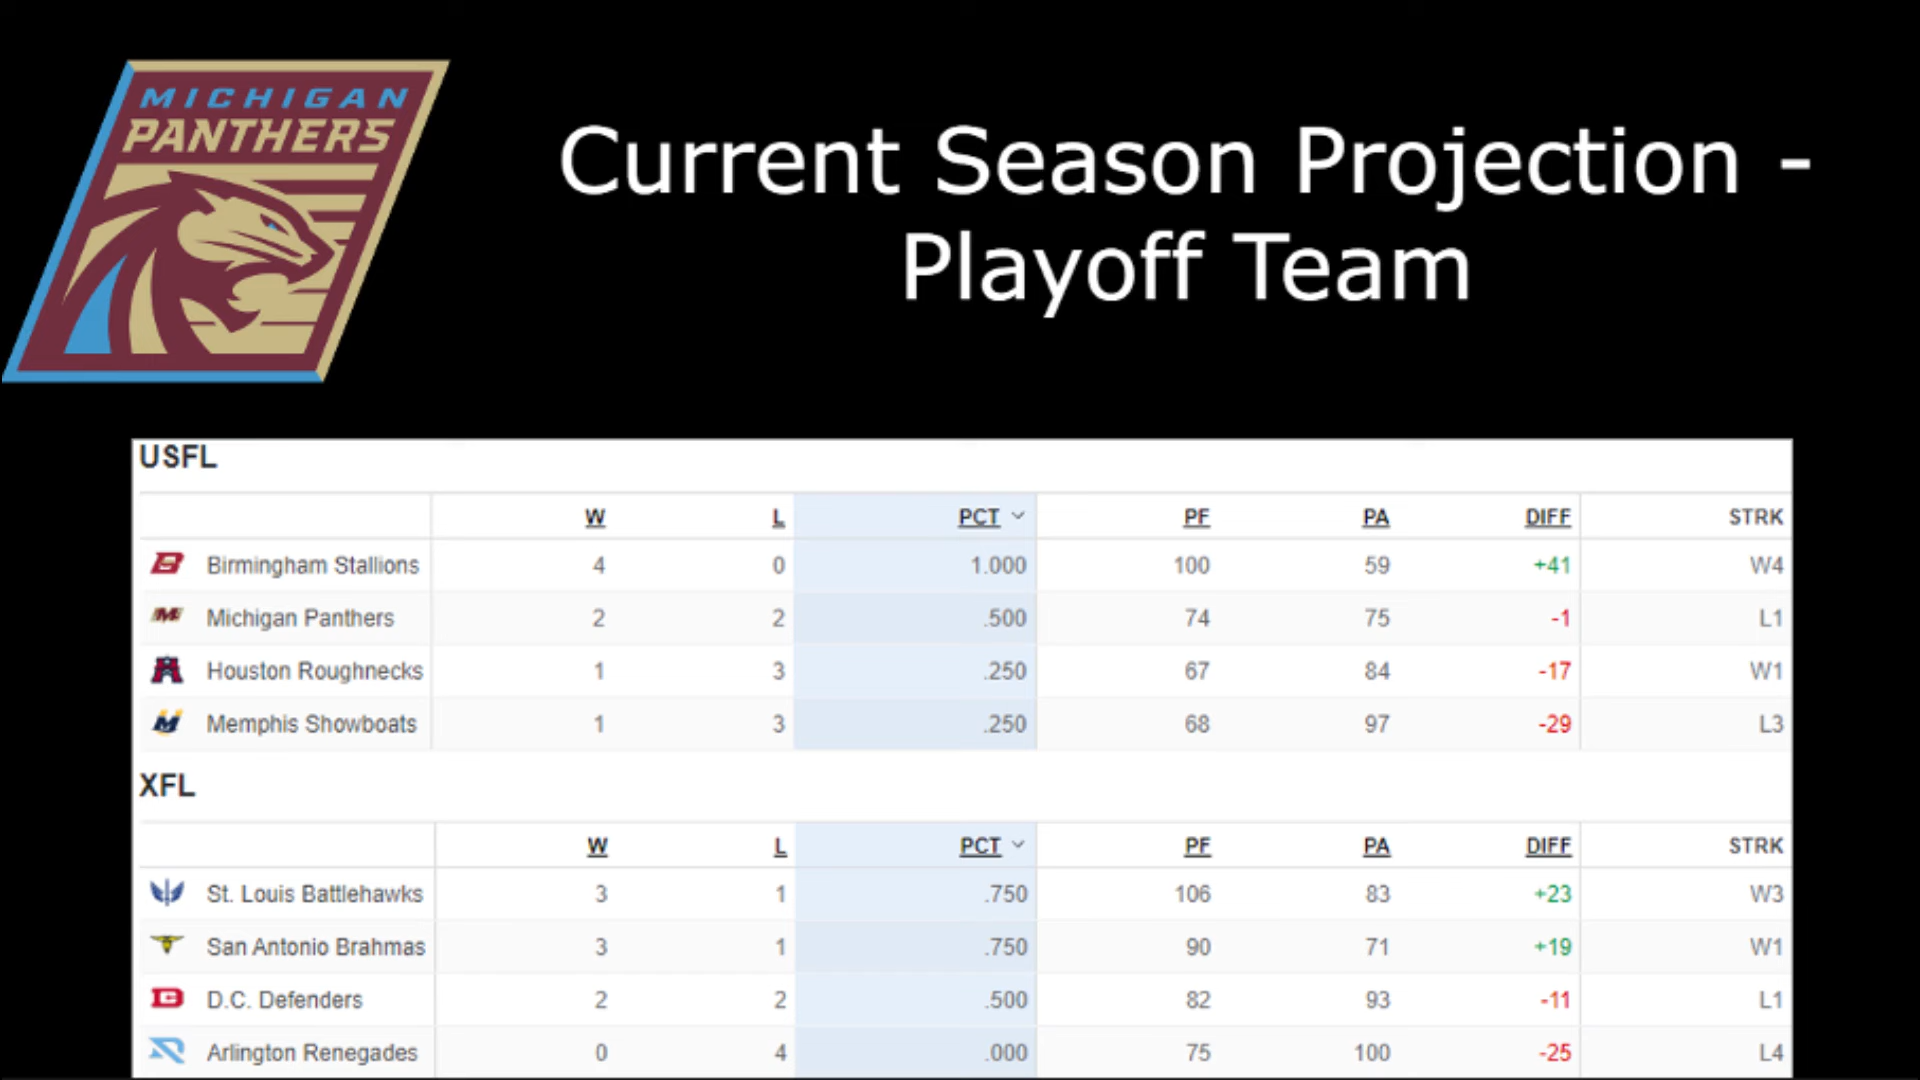 MICHIGAN
PANTHERS
Current Season Projection -
Playoff Team
USFL
W L PCT PF PA DIFF STRK
Birmingham Stallions 4 0 1.000 100 59 +41 W4
Michigan Panthers 2 2 .500 74 75 -1 L1
Houston Roughnecks 1 3 .250 67 84 -17 W1
Memphis Showboats 1 3 .250 68 97 -29 L3
XFL
W L PCT PF PA DIFF STRK
St. Louis Battlehawks 3 1 .750 106 83 +23 W3
San Antonio Brahmas 3 1 .750 90 71 +19 W1
D.C. Defenders 2 2 .500 82 93 -11 L1
Arlington Renegades 0 4 .000 75 100 -25 L4